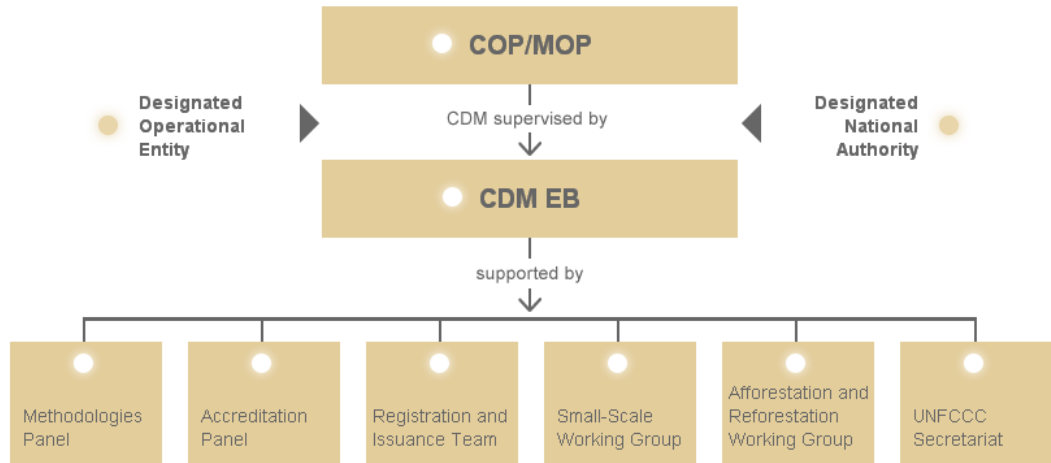 COP/MOP
Designated
Operational
Entity
CDM supervised by
Designated
National
Authority
CDM EB
supported by
Methodologies
Panel
Accreditation
Panel
Registration and
Issuance Team
Small-Scale
Working Group
Afforestation and
Reforestation
Working Group
UNFCCC
Secretariat